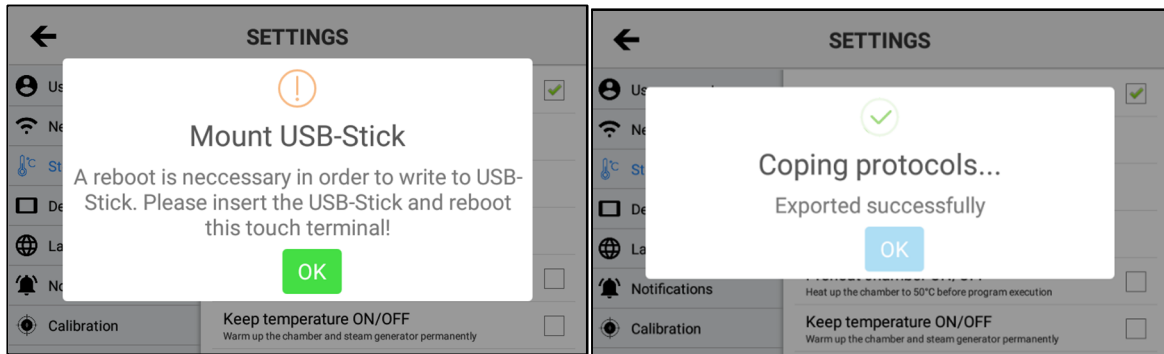 SETTINGS
Us
Ne
St
De
La
No
Calibration
Mount USB-Stick
A reboot is neccessary in order to write to USB-
Stick. Please insert the USB-Stick and reboot
this touch terminal!
OK
Keep temperature ON/OFF
Warm up the chamber and steam generator permanently
SETTINGS
Us
Ne
St
De
La
Notifications
Calibration
Coping protocols...
Exported successfully
OK
Preheat chamber ON/OFF
Heat up the chamber to 50°C before program execution
Keep temperature ON/OFF
Warm up the chamber and steam generator permanently